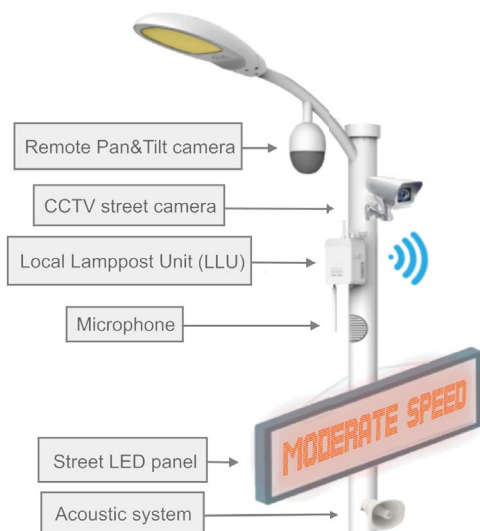 Remote Pan&Tilt camera
CCTV street camera
Local Lamppost Unit (LLU)
Microphone
MODERATE SPEED
Street LED panel
Acoustic system